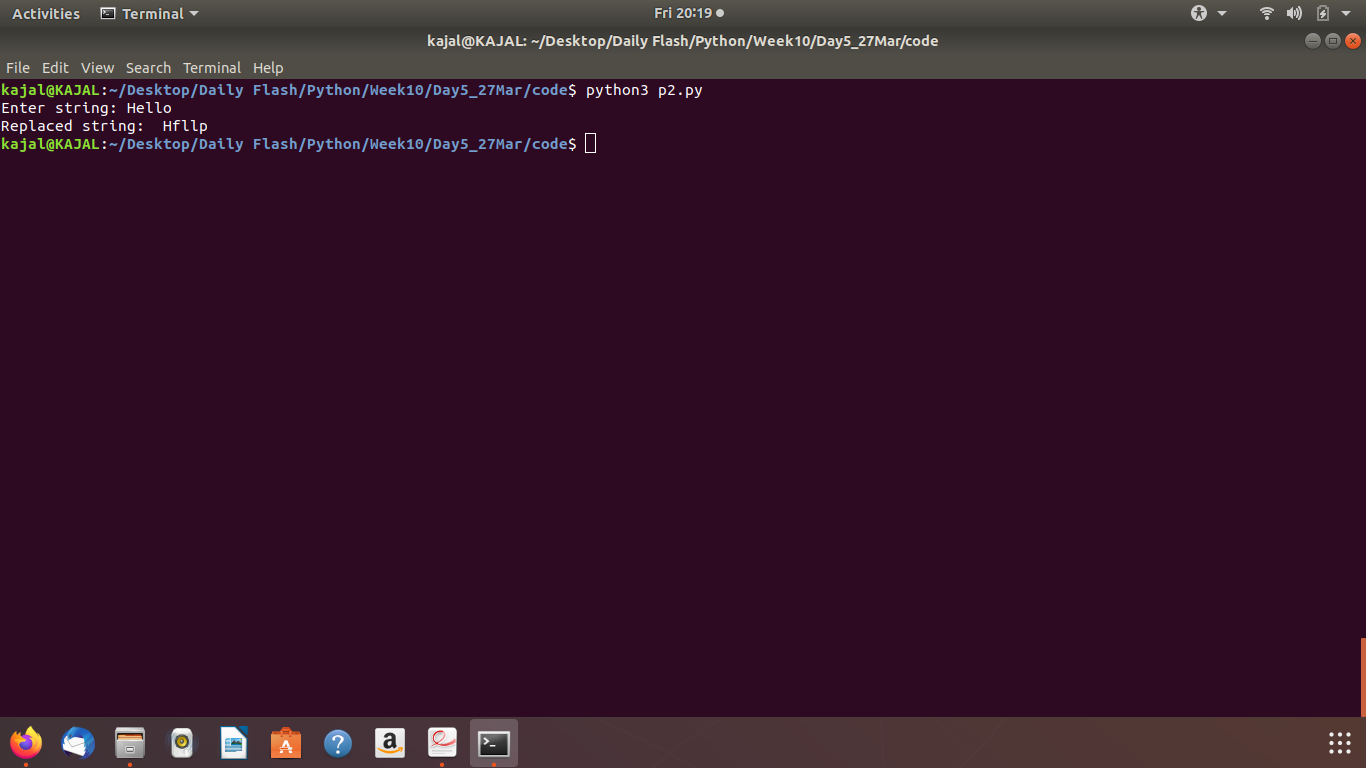 Activities Terminal Fri 20:19
kajal@KAJAL: ~/Desktop/Daily Flash/Python/Week10/Day5_27Mar/code
File Edit View Search Terminal Help
kajal@KAJAL:~/Desktop/Daily Flash/Python/Week10/Day5_27Mar/code$ python3 p2.py
Enter string: Hello
Replaced string:  Hfllp
kajal@KAJAL:~/Desktop/Daily Flash/Python/Week10/Day5_27Mar/code$